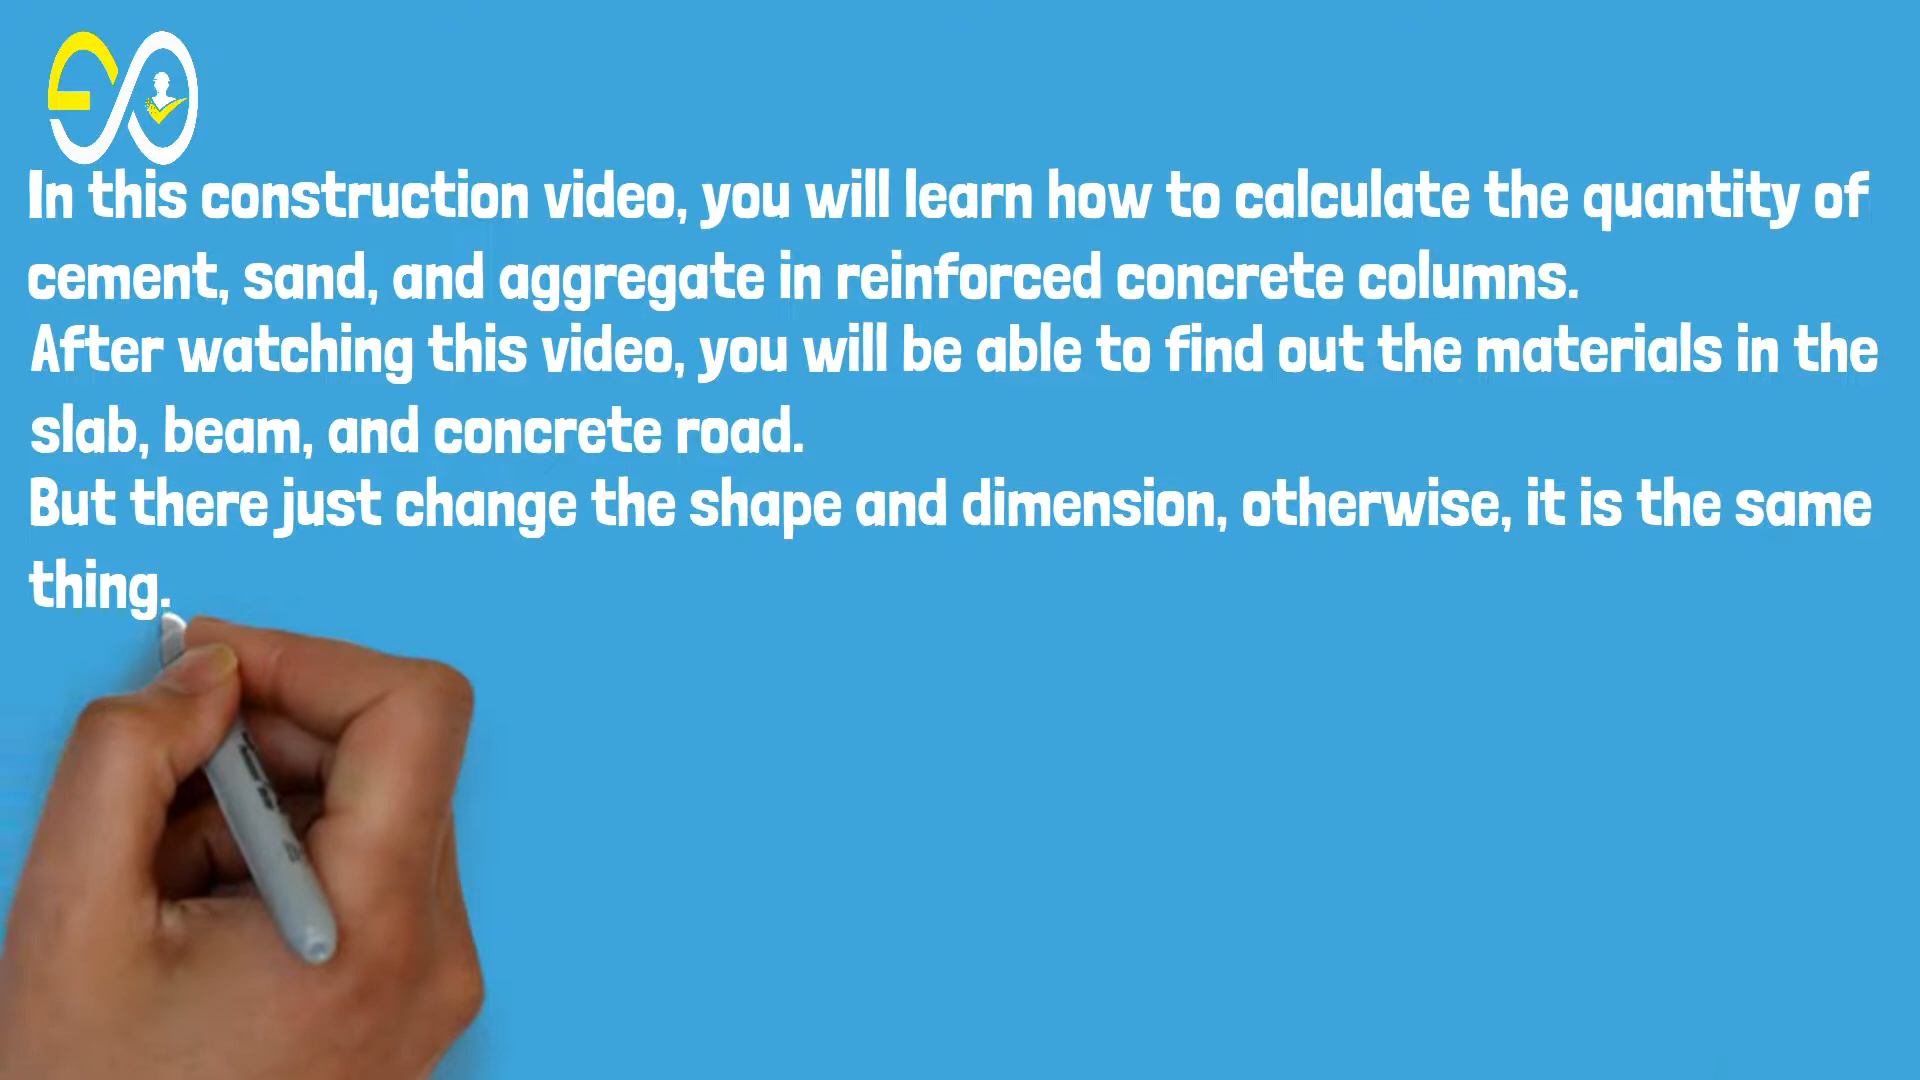 In this construction video, you will learn how to calculate the quantity of
cement, sand, and aggregate in reinforced concrete columns.
After watching this video, you will be able to find out the materials in the
slab, beam, and concrete road.
But there just change the shape and dimension, otherwise, it is the same
thing.